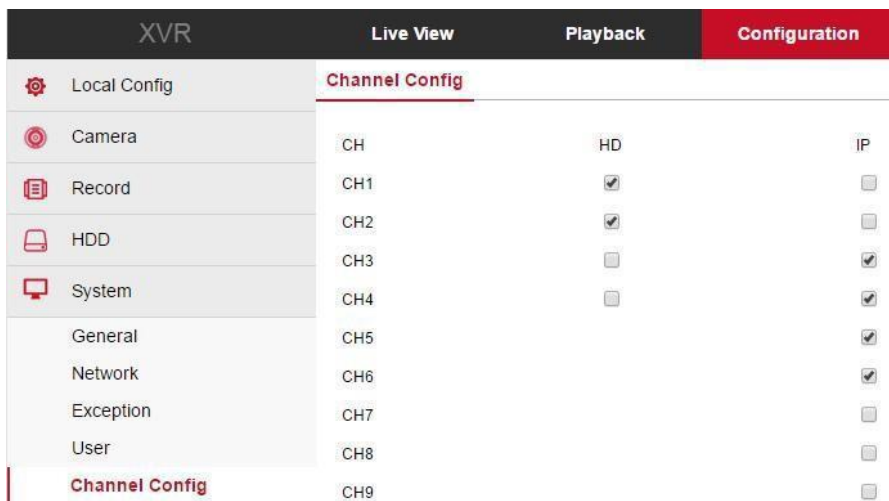 XVR Live View Playback Configuration
Local Config
Channel Config
Camera
CH HD IP
Record
CH1
CH2
HDD
CH3
System
CH4
General
CH5
Network
CH6
Exception
CH7
User
CH8
Channel Config
CH9